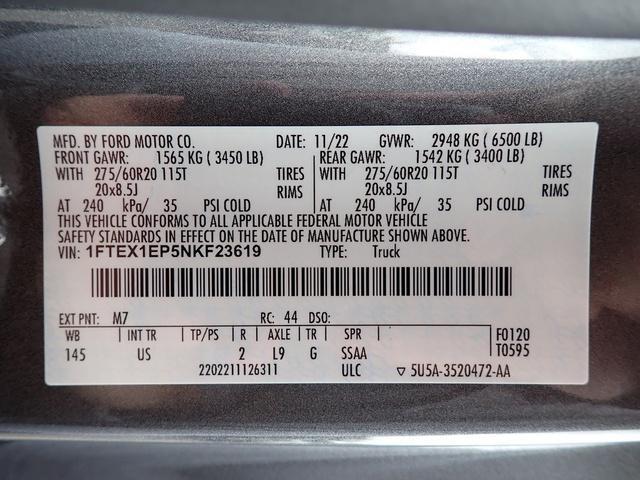 MFD. BY FORD MOTOR CO. DATE: 11/22 GVWR: 2948 KG ( 6500 LB)
FRONT GAWR: 1565 KG ( 3450 LB) REAR GAWR: 1542 KG ( 3400 LB)
WITH 275/60R20 115T TIRES WITH 275/60R20 115T TIRES
20x8.5J RIMS 20x8.5J RIMS
AT 240 kPa/ 35 PSI COLD AT 240 kPa/ 35 PSI COLD
THIS VEHICLE CONFORMS TO ALL APPLICABLE FEDERAL MOTOR VEHICLE
SAFETY STANDARDS IN EFFECT ON THE DATE OF MANUFACTURE SHOWN ABOVE.
VIN: 1FTEX1EP5NKF23619 TYPE: Truck
EXT PNT: M7 RC: 44 DSO:
WB INT TR TP/PS R AXLE TR SPR F0120
145 US 2 L9 G SSAA T0595
2202211126311 ULC ▽ 5U5A-3520472-AA